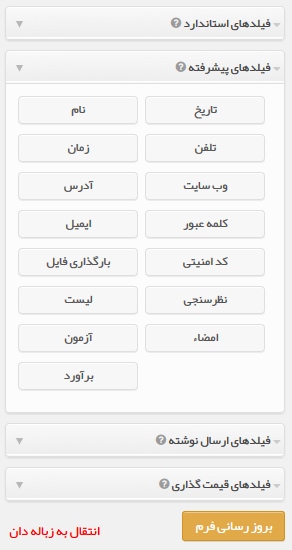 فیلدهای استاندارد
فیلدهای پیشرفته
تاریخ
نام
تلفن
زمان
وب سایت
آدرس
کلمه عبور
ایمیل
کد امنیتی
بارگذاری فایل
نظرسنجی
لیست
امضاء
آزمون
برآورد
فیلدهای ارسال نوشته
فیلدهای قیمت گذاری
بروز رسانی فرم
انتقال به زباله دان